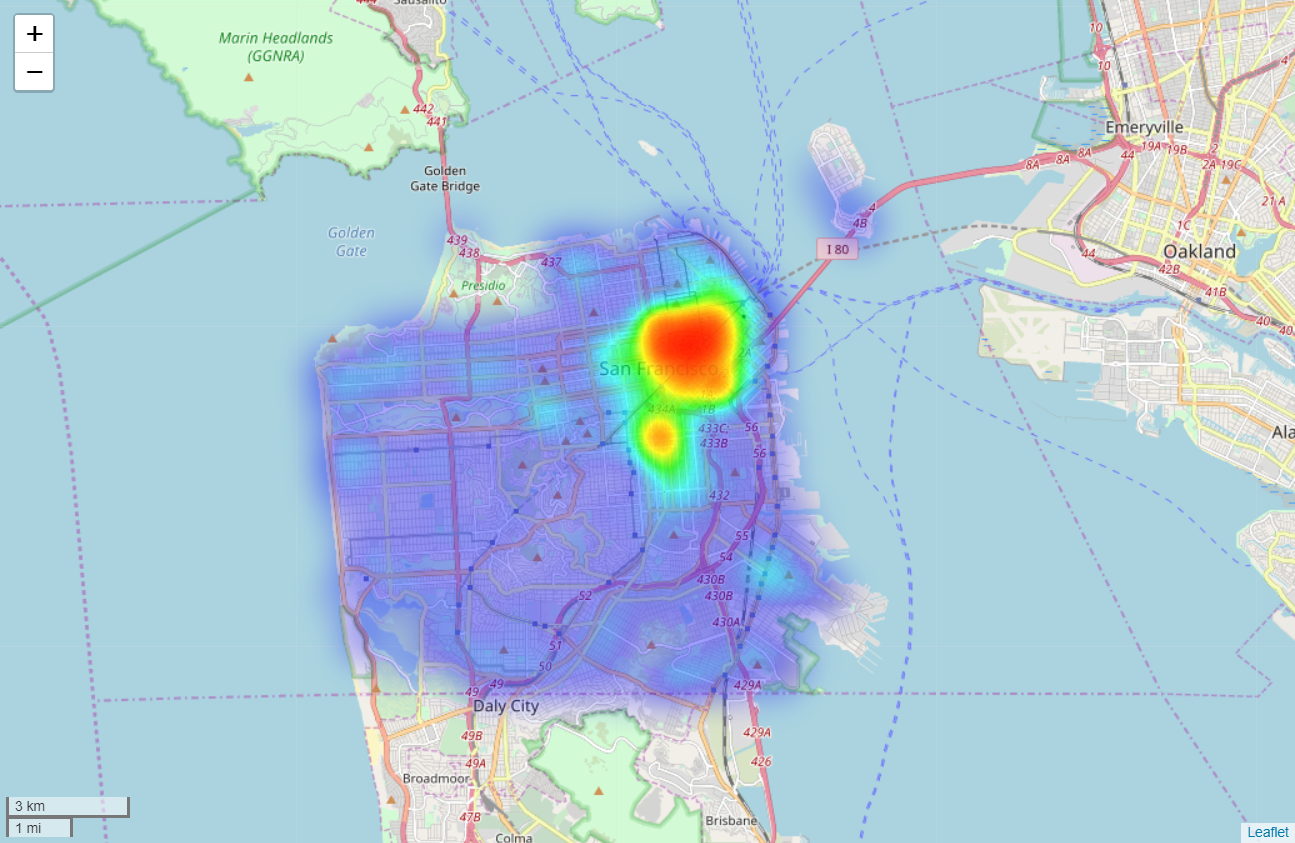 Sausalito
+
−
Marin Headlands
(GGNRA)
10
10
442
441
Emeryville
Golden
Gate Bridge
44
19A
19B
2
8A
8A
8A
2A
19C
21 A
4
4B
1C
Golden
Gate
439
438
437
I 80
44
Oakland
42B
41B
Presidio
40
40
2A
San Francisco
1B
434A
433C;
433B
56
56
Ala
432
55
54
430B
430B
52
430A
51
50
49
49
429A
Daly City
49B
429A
49A
426
Broadmoor
47B
Brisbane
Colma
3 km
1 mi
Leaflet